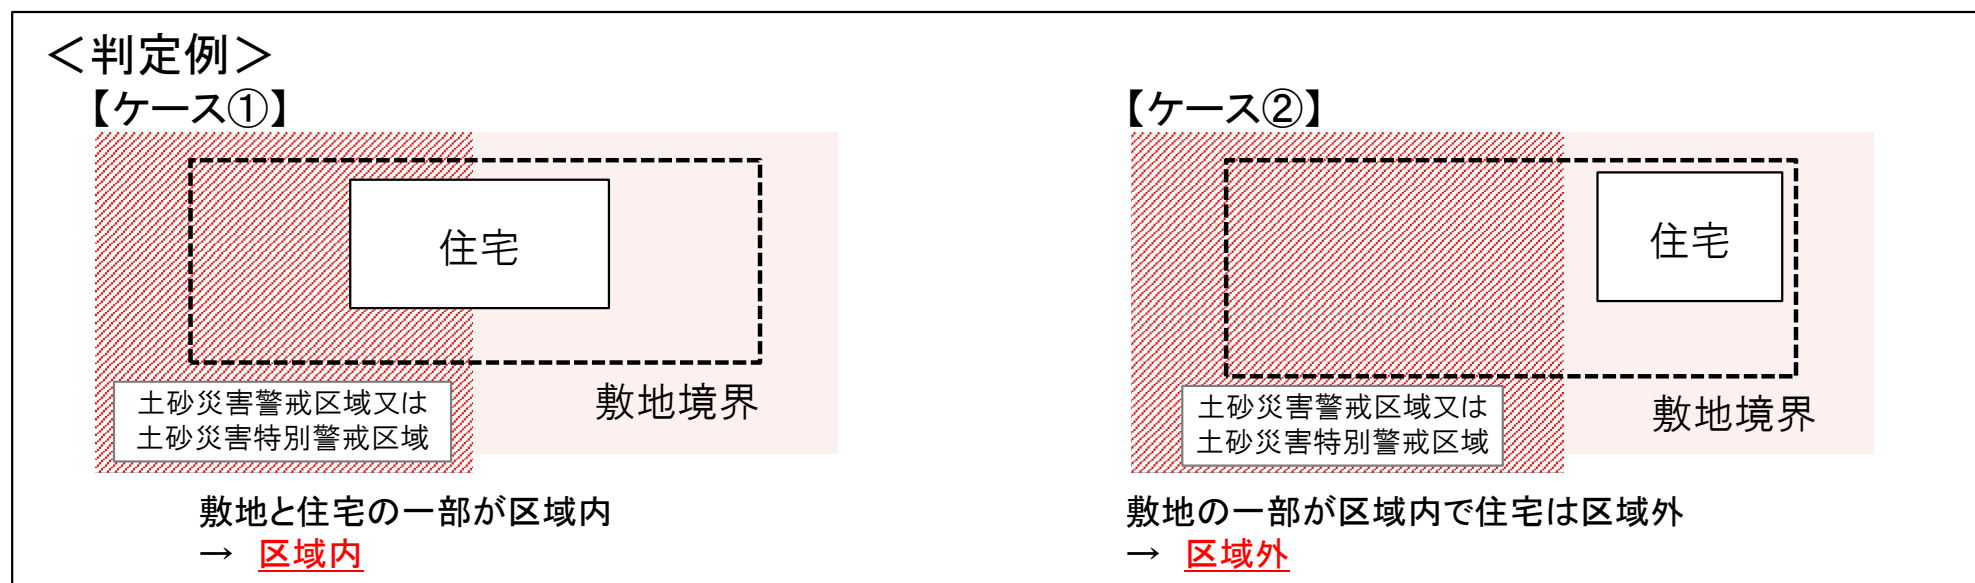 ＜判定例＞
【ケース①】
住宅
敷地境界
土砂災害警戒区域又は
土砂災害特別警戒区域
敷地と住宅の一部が区域内
→ 区域内
【ケース②】
住宅
敷地境界
土砂災害警戒区域又は
土砂災害特別警戒区域
敷地の一部が区域内で住宅は区域外
→ 区域外